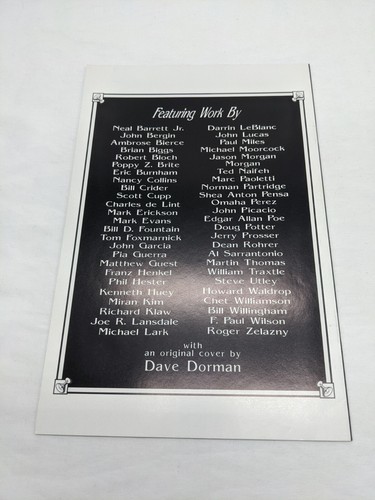 Featuring Work By
Neal Barrett Jr.
John Bergin
Ambrose Bierce
Brian Biggs
Robert Bloch
Poppy Z. Brite
Eric Burnham
Nancy Collins
Bill Crider
Scott Cupp
Charles de Lint
Mark Erickson
Mark Evans
Bill D. Fountain
Tom Foxmarnick
John Garcia
Pia Guerra
Matthew Guest
Franz Henkel
Phil Hester
Kenneth Huey
Miran Kim
Richard Klaw
Joe R. Lansdale
Michael Lark
Darrin LeBlanc
John Lucas
Paul Miles
Michael Moorcock
Jason Morgan
Morgan
Ted Naifeh
Marc Paoletti
Norman Partridge
Shea Anton Pensa
Omaha Perez
John Picacio
Edgar Allan Poe
Doug Potter
Jerry Prosser
Dean Rohrer
Al Sarrantonio
Martin Thomas
William Traxtle
Steve Utley
Howard Waldrop
Chet Williamson
Bill Willingham
F. Paul Wilson
Roger Zelazny
with
an original cover by
Dave Dorman